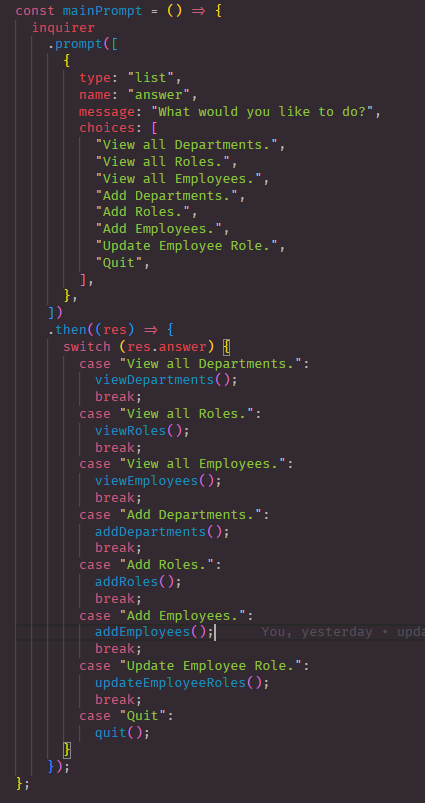 const mainPrompt = () => {
  inquirer
    .prompt([
      {
        type: "list",
        name: "answer",
        message: "What would you like to do?",
        choices: [
          "View all Departments.",
          "View all Roles.",
          "View all Employees.",
          "Add Departments.",
          "Add Roles.",
          "Add Employees.",
          "Update Employee Role.",
          "Quit",
        ],
      },
    ])
    .then((res) => {
      switch (res.answer) {
        case "View all Departments.":
          viewDepartments();
          break;
        case "View all Roles.":
          viewRoles();
          break;
        case "View all Employees.":
          viewEmployees();
          break;
        case "Add Departments.":
          addDepartments();
          break;
        case "Add Roles.":
          addRoles();
          break;
        case "Add Employees.":
          addEmployees(); You, yesterday •
          break;
        case "Update Employee Role.":
          updateEmployeeRoles();
          break;
        case "Quit":
          quit();
      }
    });
};